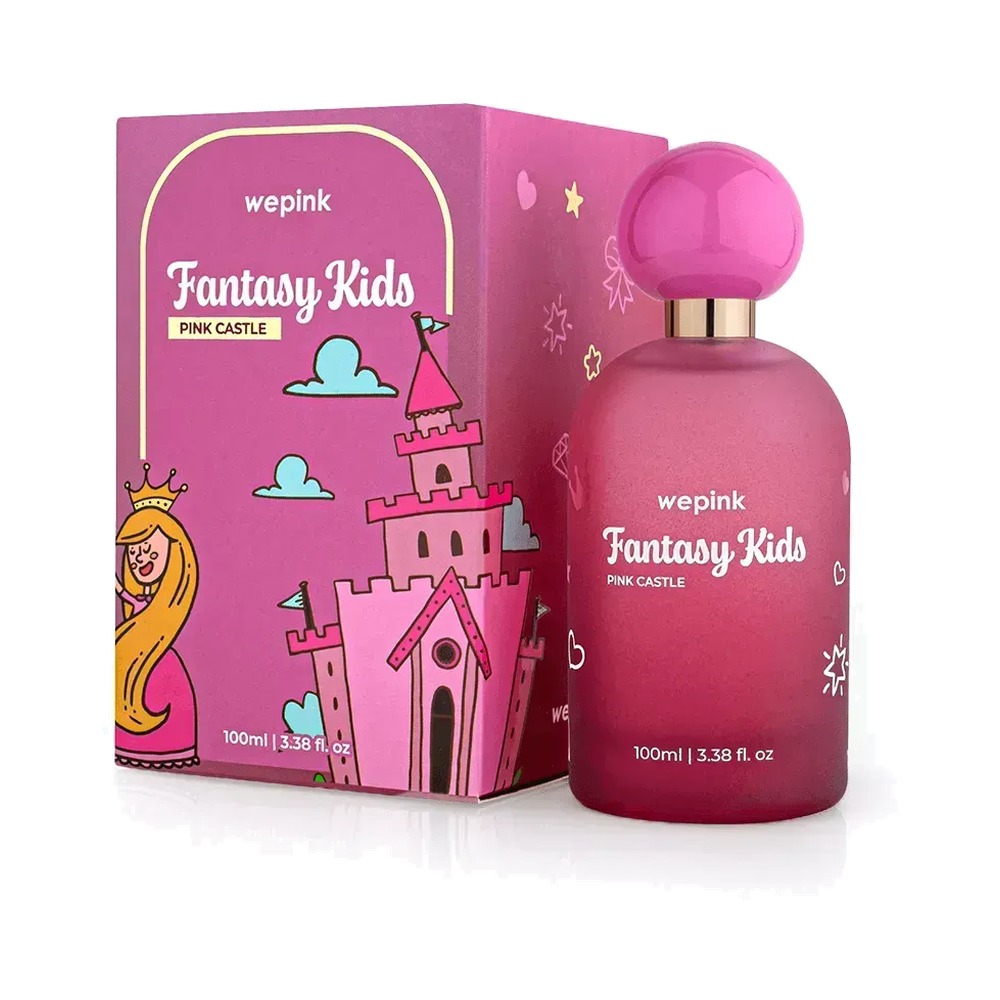 wepink
Fantasy Kids
PINK CASTLE
100ml | 3.38 fl. oz
we
wepink
Fantasy Kids
PINK CASTLE
100ml | 3.38 fl. oz